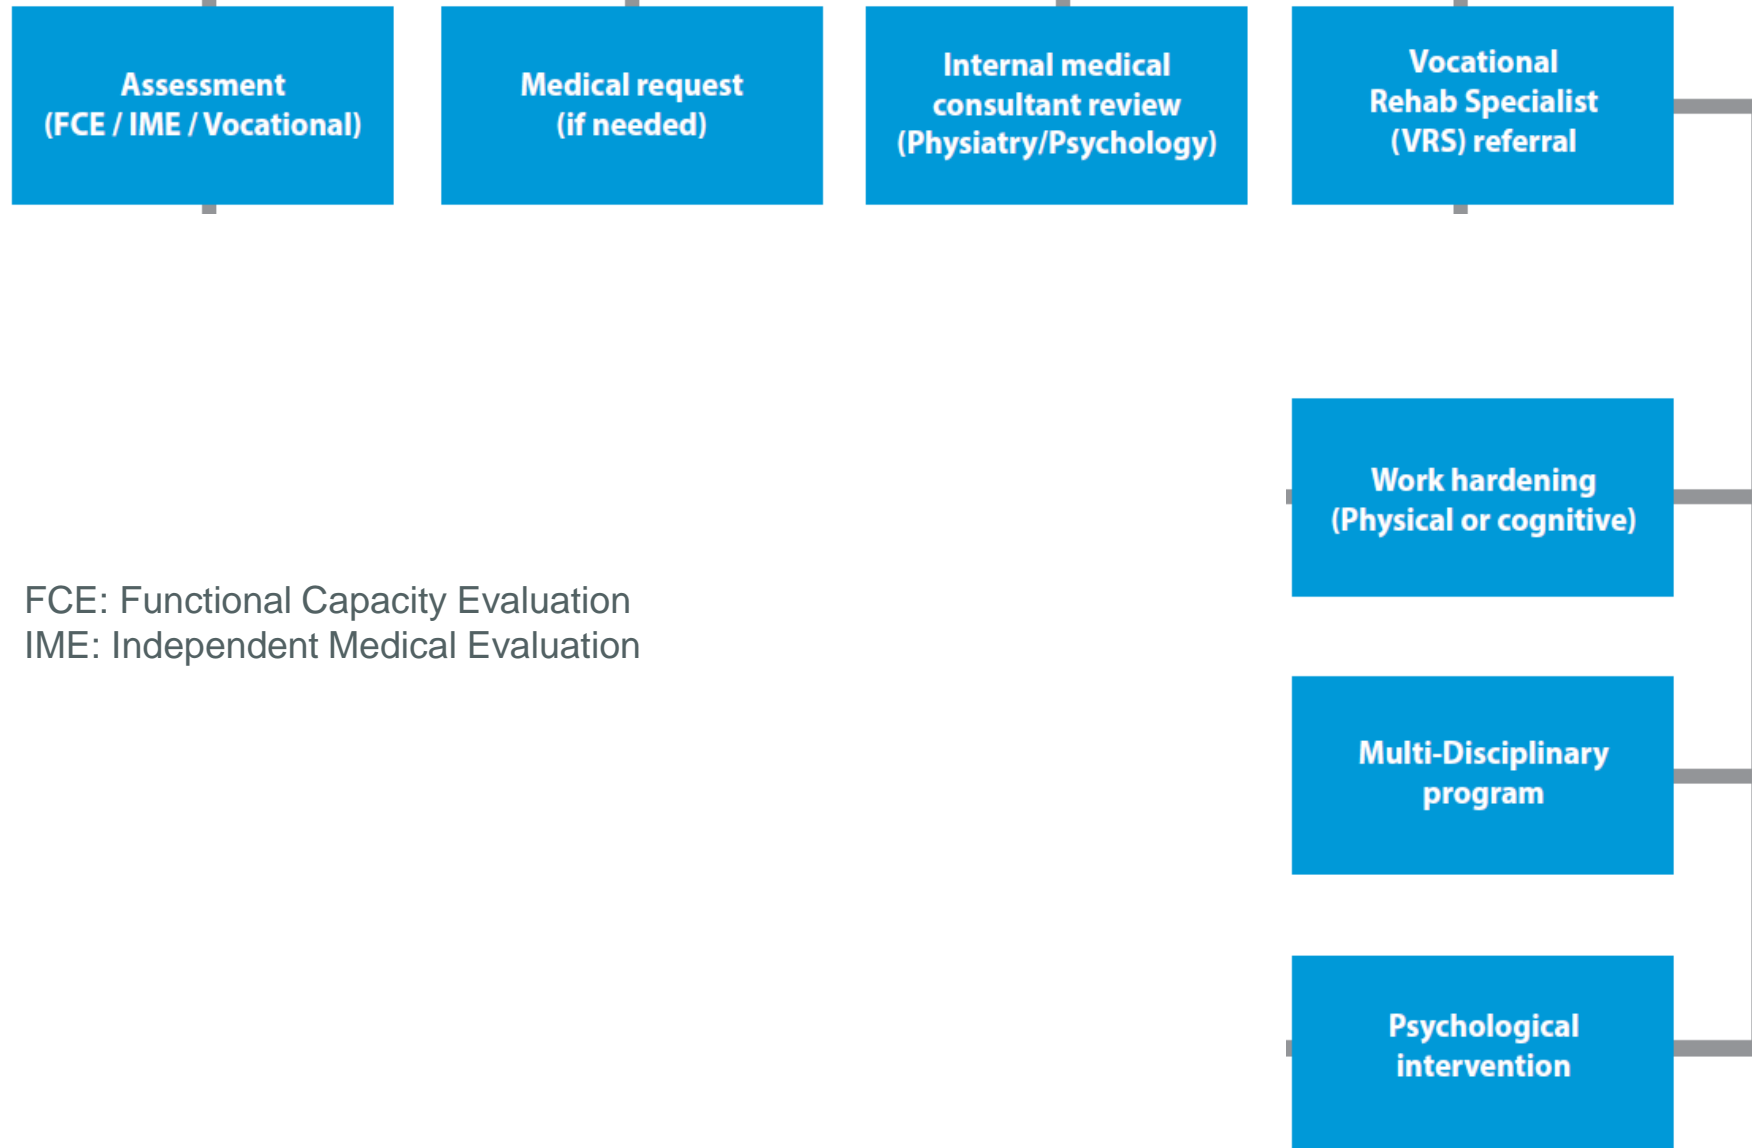 Assessment
(FCE / IME / Vocational)
Medical request
(if needed)
Internal medical
consultant review
(Physiatry/Psychology)
Vocational
Rehab Specialist
(VRS) referral
Work hardening
(Physical or cognitive)
FCE: Functional Capacity Evaluation
IME: Independent Medical Evaluation
Multi-Disciplinary
program
Psychological
intervention